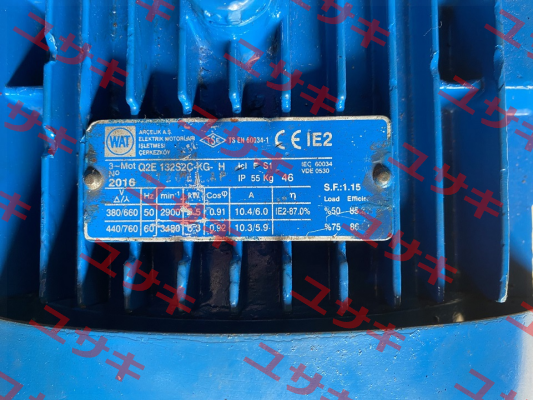 WAT
ARÇELİK A.Ş.
ELEKTRİK MOTORLARI
İŞLETMESİ
ÇERKEZKÖY
TSE
TS EN 60034-1
CE IE2
3~Mot Q2E 132S2C-KG- H Isı F S1
No 2016
IP 55 Kg 46
IEC 60034
VDE 0530
Δ/Y V Hz min⁻¹ kW Cosφ A η
380/660 50 2900 0.91 10.4/6.0 IE2-87.0%
440/760 60 0.92 10.3/5.9
S.F.:1.15
Load
%50
%75
ユサキ
ユサキ
ユサキ
ユサキ
ユサキ
ユサキ
ユサキ
ユサキ
ユサキ